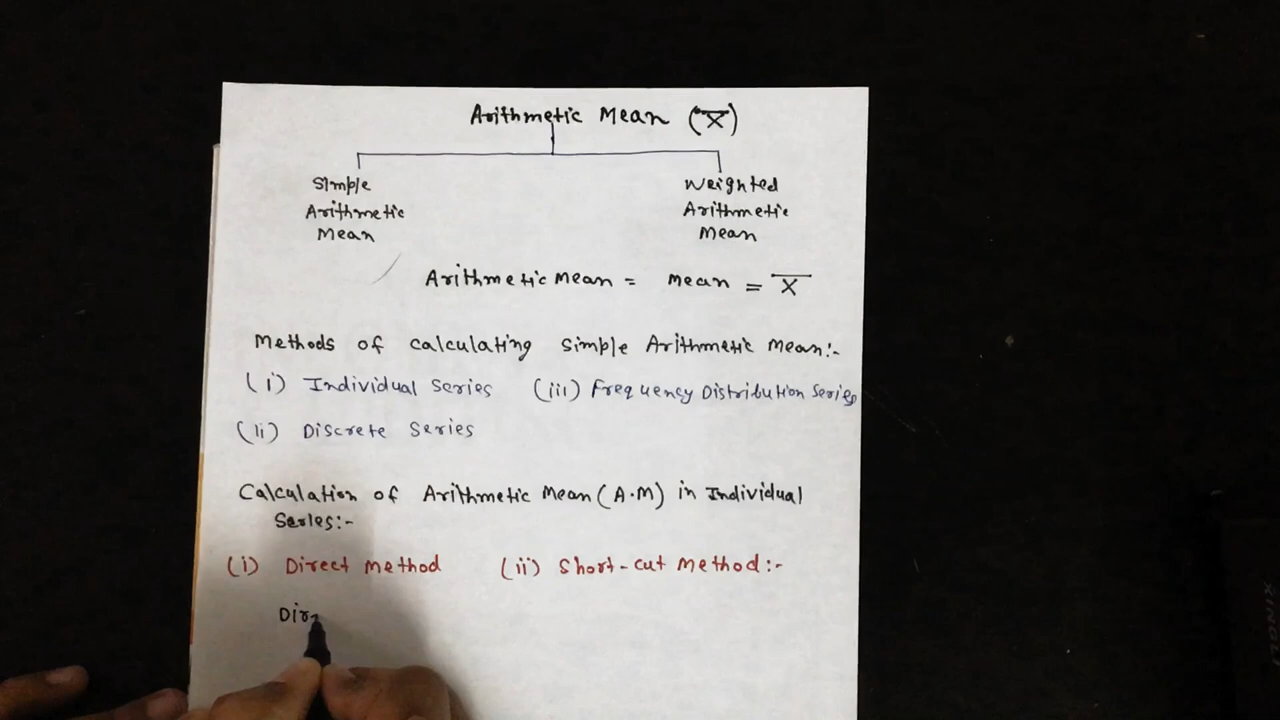 Arithmetic Mean (X̅)
Simple Arithmetic Mean
Weighted Arithmetic Mean
Arithmetic Mean = Mean = X̅
Methods of calculating simple Arithmetic Mean:-
(i) Individual Series (iii) Frequency Distribution Series
(ii) Discrete Series
Calculation of Arithmetic Mean (A.M) in Individual
Series:-
(i) Direct Method (ii) Short-cut Method:-
Dir